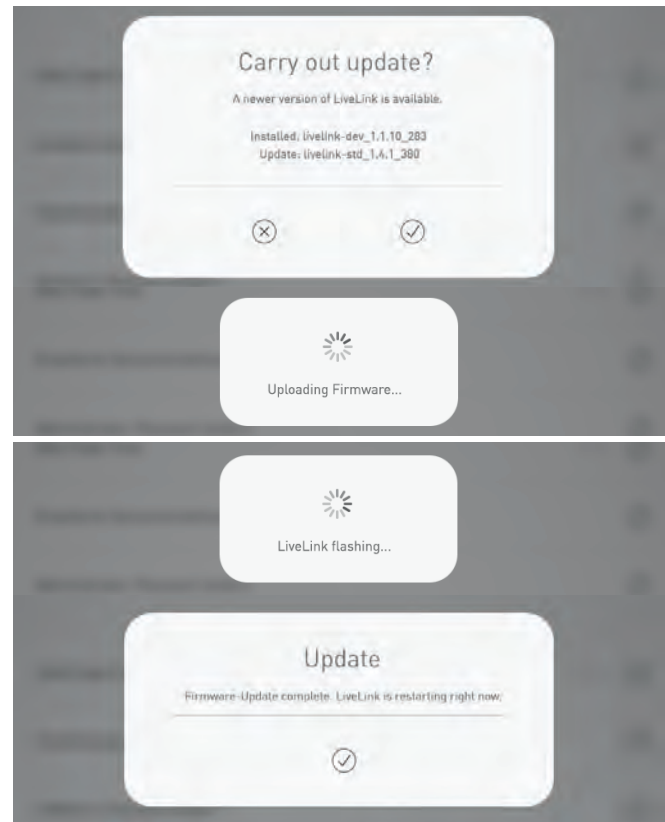 Carry out update?
A newer version of LiveLink is available.
Installed: livelink-dev_1.1.10_283
Update: livelink-std_1.4.1_380
Uploading Firmware...
LiveLink flashing...
Update
Firmware-Update complete. LiveLink is restarting right now.